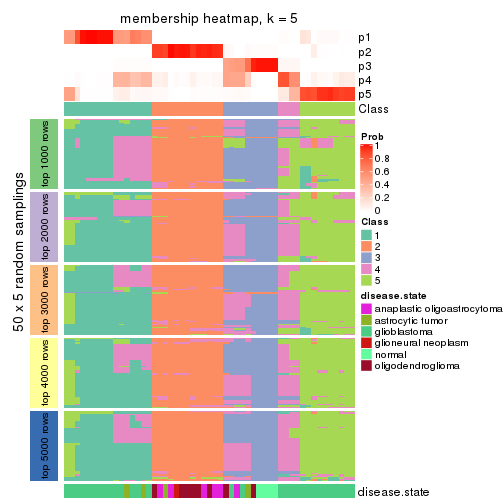 membership heatmap, k = 5
p1
p2
p3
p4
p5
Class
50 x 5 random samplings
top 1000 rows
top 2000 rows
top 3000 rows
top 4000 rows
top 5000 rows
Prob
1
0.8
0.6
0.4
0.2
0
Class
1
2
3
4
5
disease.state
anaplastic oligoastrocytoma
astrocytic tumor
glioblastoma
glioneural neoplasm
normal
oligodendroglioma
disease.state